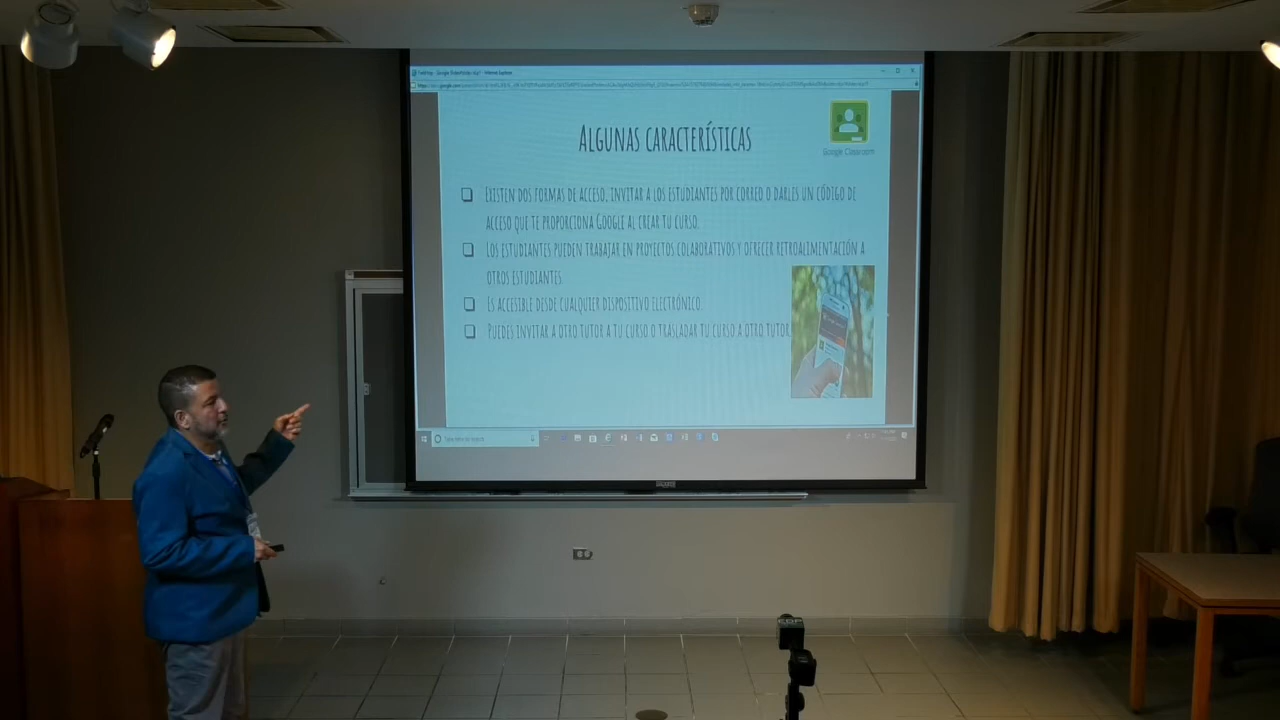 ALGUNAS CARACTERÍSTICAS
Google Classroom
EXISTEN DOS FORMAS DE ACCESO, INVITAR A LOS ESTUDIANTES POR CORREO O DARLES UN CÓDIGO DE
ACCESO QUE TE PROPORCIONA GOOGLE AL CREAR TU CURSO.
LOS ESTUDIANTES PUEDEN TRABAJAR EN PROYECTOS COLABORATIVOS Y OFRECER RETROALIMENTACIÓN A
OTROS ESTUDIANTES
ES ACCESIBLE DESDE CUALQUIER DISPOSITIVO ELECTRÓNICO.
PUEDES INVITAR A OTRO TUTOR A TU CURSO O TRASLADAR TU CURSO A OTRO TUTOR